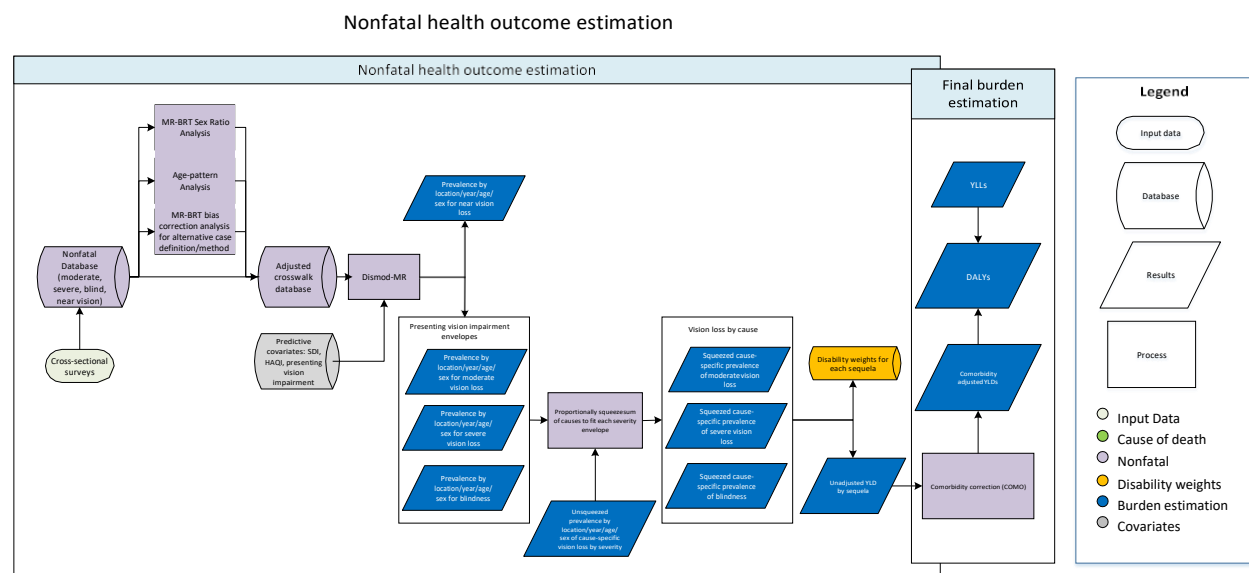 Nonfatal health outcome estimation
Nonfatal health outcome estimation
Final burden
estimation
Legend
Input data
Database
Results
Process
Input Data
Cause of death
Nonfatal
Disability weights
Burden estimation
Covariates
MR-BRT Sex Ratio
Analysis
Age-pattern
Analysis
MR-BRT bias
correction analysis
for alternative case
definition/method
Nonfatal
Database
(moderate,
severe, blind,
near vision)
Cross-sectional
surveys
Adjusted
crosswalk
database
Dismod-MR
Predictive
covariates: SDI,
HAQI, presenting
vision
impairment
Prevalence by
location/year/age/
sex for near vision
loss
Presenting vision impairment
envelopes
Prevalence by
location/year/age/
sex for moderate
vision loss
Prevalence by
location/year/age/
sex for severe
vision loss
Prevalence by
location/year/age/
sex for blindness
Proportionally squeeze sum
of causes to fit each severity
envelope
Unsqueezed
prevalence by
location/year/age/
sex of cause-specific
vision loss by severity
Vision loss by cause
Squeezed cause-
specific prevalence
of moderate vision
loss
Squeezed cause-
specific prevalence
of severe vision
loss
Squeezed cause-
specific prevalence
of blindness
Disability weights for
each sequela
Unadjusted YLD by
sequela
YLLs
DALYs
Comorbidity
adjusted YLDs
Comorbidity correction (COMO)